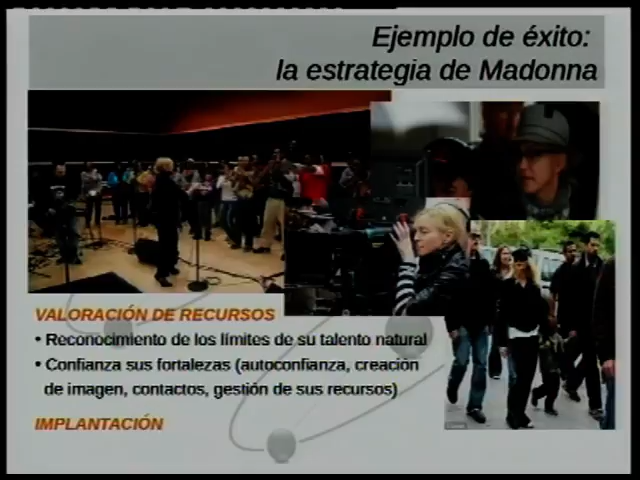 Ejemplo de éxito:
la estrategia de Madonna
VALORACIÓN DE RECURSOS
• Reconocimiento de los límites de su talento natural
• Confianza sus fortalezas (autoconfianza, creación
de imagen, contactos, gestión de sus recursos)
IMPLANTACIÓN